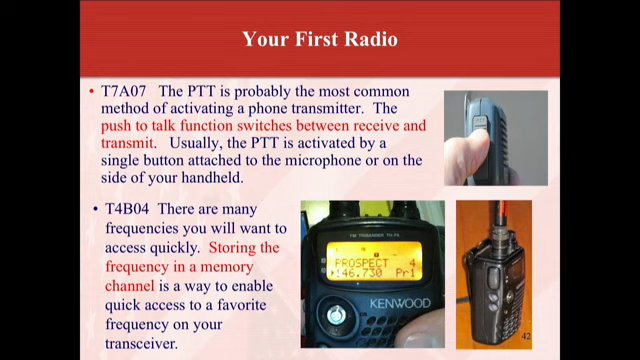 Your First Radio
• T7A07 The PTT is probably the most common
method of activating a phone transmitter. The
push to talk function switches between receive and
transmit. Usually, the PTT is activated by a
single button attached to the microphone or on the
side of your handheld.
• T4B04 There are many
frequencies you will want to
access quickly. Storing the
frequency in a memory
channel is a way to enable
quick access to a favorite
frequency on your
transceiver.
PROSPECT 4
146.730 Pr1
KENWOOD
42